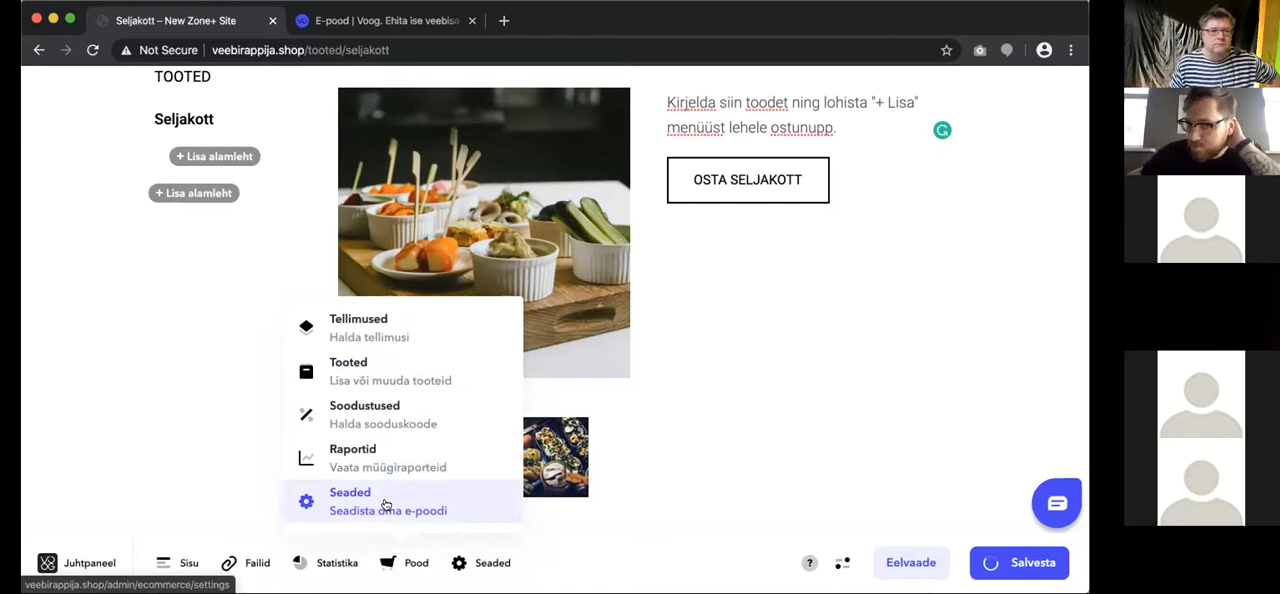 Seljakott – New Zone+ Site
E-pood | Voog. Ehita ise veebisa
Not Secure
veebirappija.shop/tooted/seljakott
TOOTED
Seljakott
+ Lisa alamleht
+ Lisa alamleht
Kirjelda siin toodet ning lohista "+ Lisa"
menüüst lehele ostunupp.
OSTA SELJAKOTT
Tellimused
Halda tellimusi
Tooted
Lisa või muuda tooteid
Soodustused
Halda sooduskoode
Raportid
Vaata müügiraporteid
Seaded
Seadista oma e-poodi
Juhtpaneel
Sisu
Failid
Statistika
Pood
Seaded
?
Eelvaade
Salvesta
veebirappija.shop/admin/ecommerce/settings